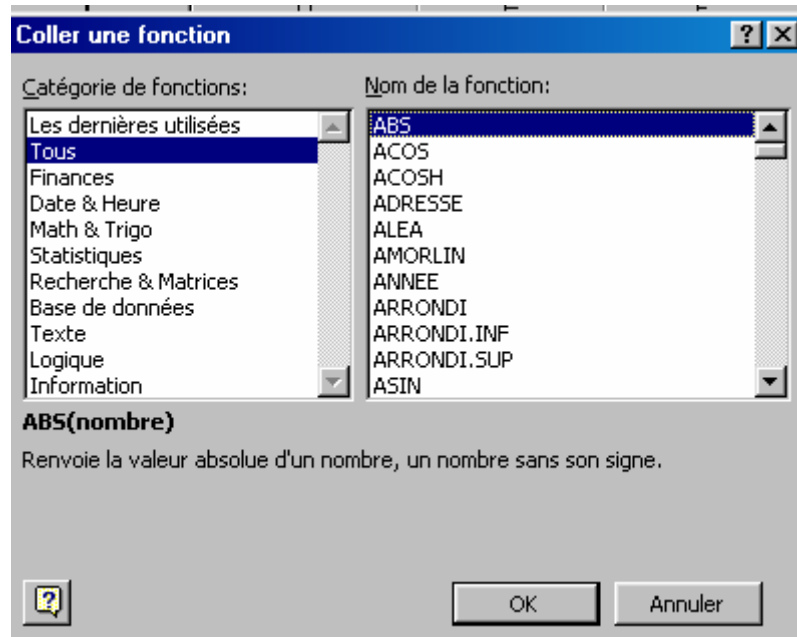 Coller une fonction
Catégorie de fonctions:
Les dernières utilisées
Tous
Finances
Date & Heure
Math & Trigo
Statistiques
Recherche & Matrices
Base de données
Texte
Logique
Information
Nom de la fonction:
ABS
ACOS
ACOSH
ADRESSE
ALEA
AMORLIN
ANNEE
ARRONDI
ARRONDI.INF
ARRONDI.SUP
ASIN
ABS(nombre)
Renvoie la valeur absolue d'un nombre, un nombre sans son signe.
OK
Annuler